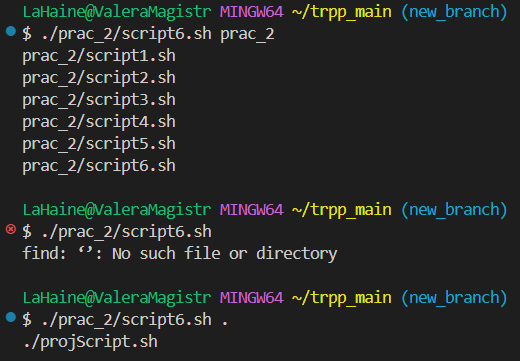 LaHaine@ValeraMagistr MINGW64 ~/trpp_main (new_branch)
$ ./prac_2/script6.sh prac_2
prac_2/script1.sh
prac_2/script2.sh
prac_2/script3.sh
prac_2/script4.sh
prac_2/script5.sh
prac_2/script6.sh
LaHaine@ValeraMagistr MINGW64 ~/trpp_main (new_branch)
$ ./prac_2/script6.sh
find: ‘’: No such file or directory
LaHaine@ValeraMagistr MINGW64 ~/trpp_main (new_branch)
$ ./prac_2/script6.sh .
./projScript.sh